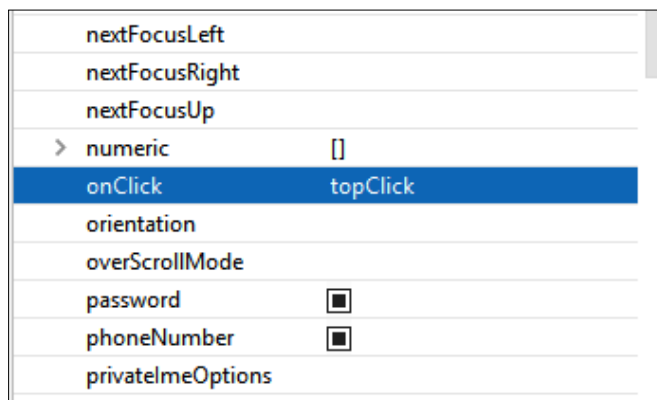 nextFocusLeft
nextFocusRight
nextFocusUp
numeric []
onClick topClick
orientation
overScrollMode
password
phoneNumber
privateImeOptions